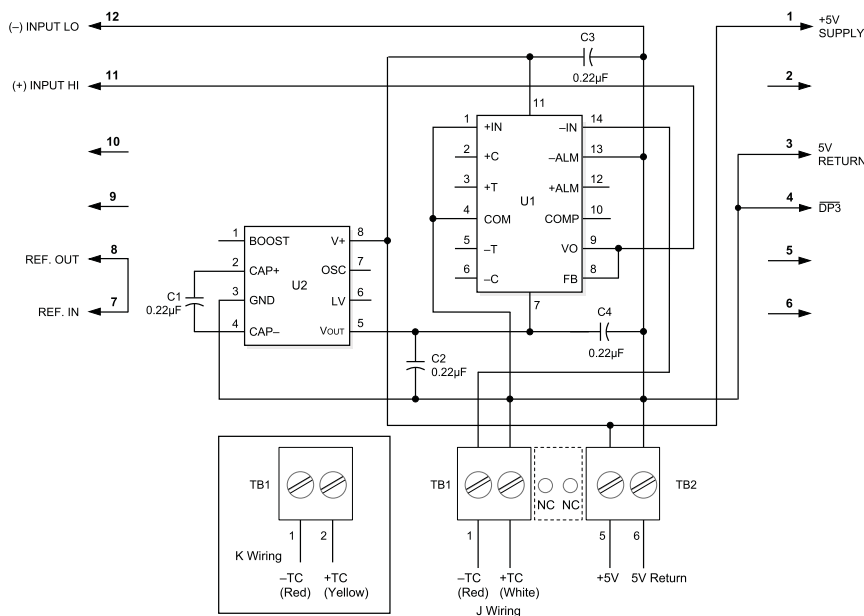 12
(–) INPUT LO
C3
0.22µF
1
+5V
SUPPLY
11
(+) INPUT HI
2
11
1
+IN
–IN
14
2
+C
–ALM
13
3
+T
+ALM
12
U1
4
COM
COMP
10
5
–T
VO
9
6
–C
FB
8
7
10
9
8
REF. OUT
7
REF. IN
3
5V
RETURN
4
DP3
5
6
1
BOOST
V+
8
2
CAP+
OSC
7
3
GND
U2
LV
6
4
CAP–
VOUT
5
C1
0.22µF
C2
0.22µF
C4
0.22µF
TB1
1
2
K Wiring
–TC
(Red)
+TC
(Yellow)
TB1
NC
NC
TB2
1
5
6
–TC
(Red)
+TC
(White)
+5V
5V Return
J Wiring